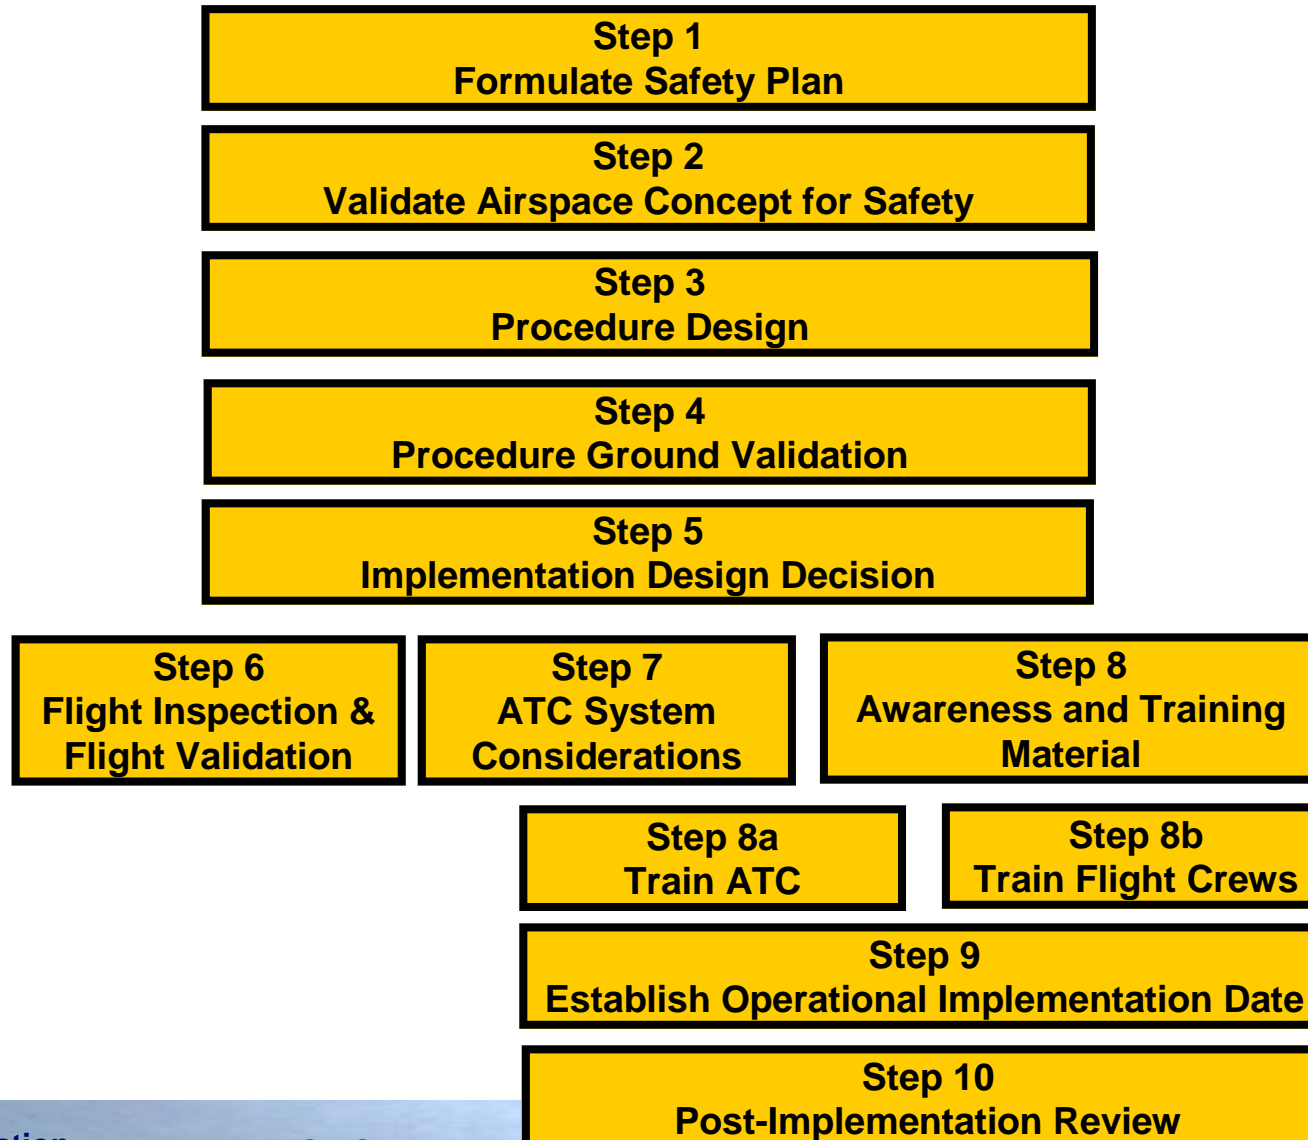 Step 1
Formulate Safety Plan
Step 2
Validate Airspace Concept for Safety
Step 3
Procedure Design
Step 4
Procedure Ground Validation
Step 5
Implementation Design Decision
Step 6
Flight Inspection &
Flight Validation
Step 7
ATC System
Considerations
Step 8
Awareness and Training
Material
Step 8a
Train ATC
Step 8b
Train Flight Crews
Step 9
Establish Operational Implementation Date
Step 10
Post-Implementation Review